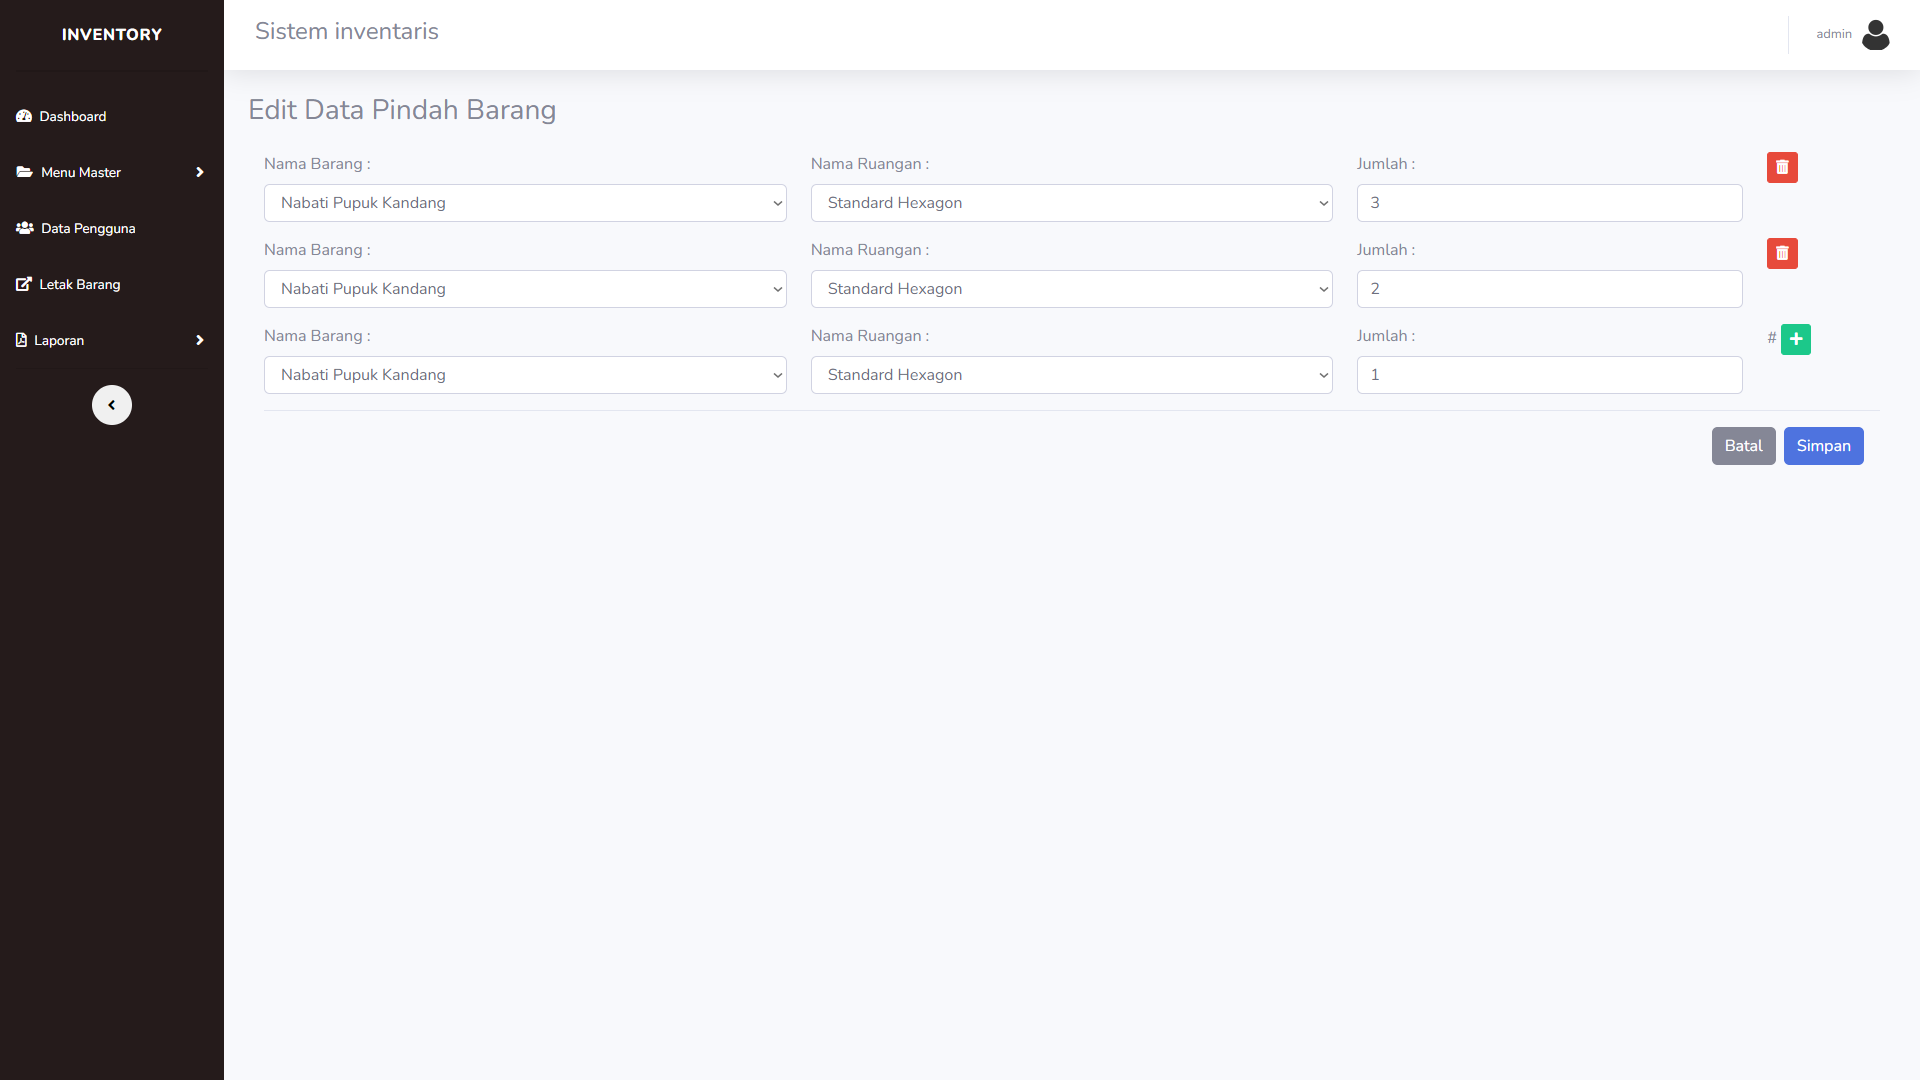 INVENTORY
Sistem inventaris
admin
Dashboard
Menu Master
Data Pengguna
Letak Barang
Laporan
Edit Data Pindah Barang
Nama Barang : Nama Ruangan : Jumlah :
Nabati Pupuk Kandang Standard Hexagon 3
Nama Barang : Nama Ruangan : Jumlah :
Nabati Pupuk Kandang Standard Hexagon 2
Nama Barang : Nama Ruangan : Jumlah : #
Nabati Pupuk Kandang Standard Hexagon 1
Batal Simpan